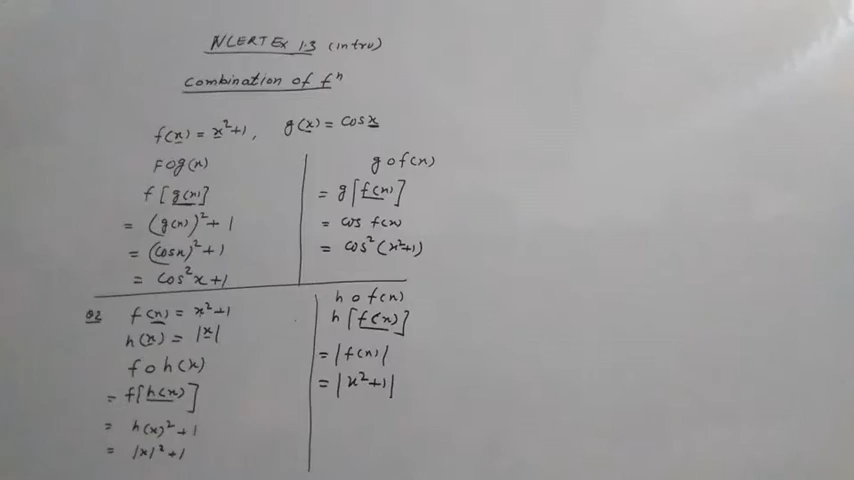 NCERT Ex 1.3 (intro)
Combination of fⁿ
f(x) = x²+1, g(x) = cos x
Fog(x)
f[g(x)]
= (g(x))²+1
= (cosx)²+1
= cos²x+1
gof(x)
= g[f(x)]
= cos f(x)
= cos²(x²+1)
Q2 f(x) = x²+1
h(x) = |x|
foh(x)
= f[h(x)]
= h(x)²+1
= |x|²+1
hof(x)
h[f(x)]
= |f(x)|
= |x²+1|